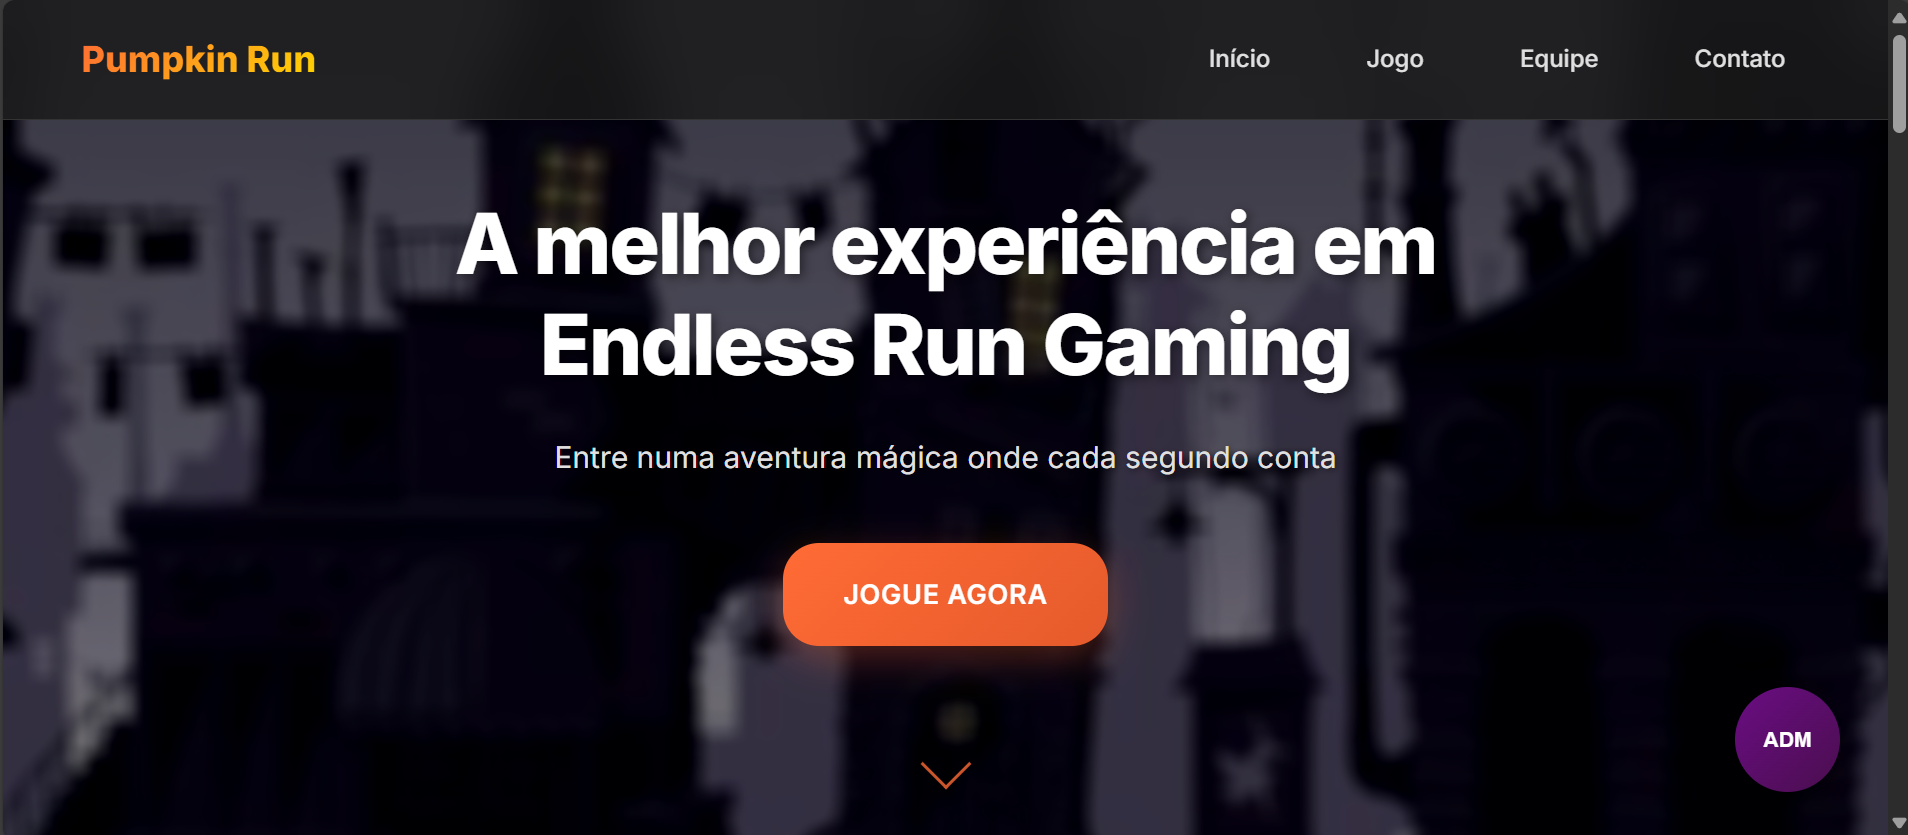 Pumpkin Run
Início
Jogo
Equipe
Contato
A melhor experiência em
Endless Run Gaming
Entre numa aventura mágica onde cada segundo conta
JOGUE AGORA
ADM